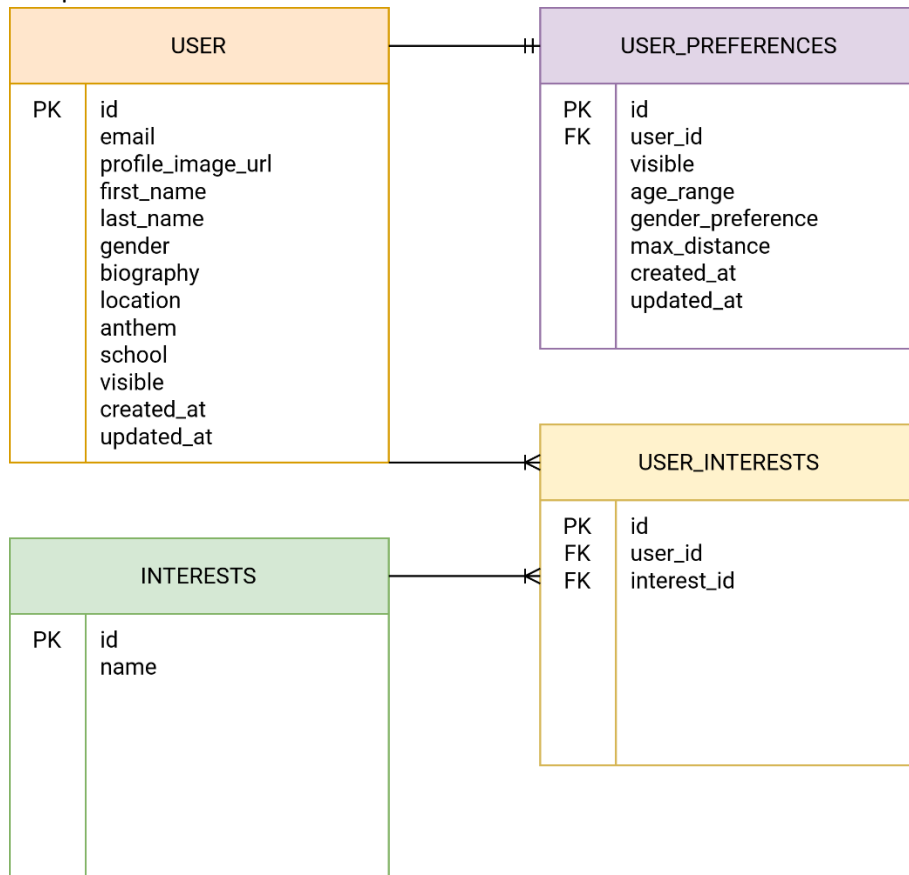 USER
PK id
email
profile_image_url
first_name
last_name
gender
biography
location
anthem
school
visible
created_at
updated_at
USER_PREFERENCES
PK id
FK user_id
visible
age_range
gender_preference
max_distance
created_at
updated_at
USER_INTERESTS
PK id
FK user_id
FK interest_id
INTERESTS
PK id
name